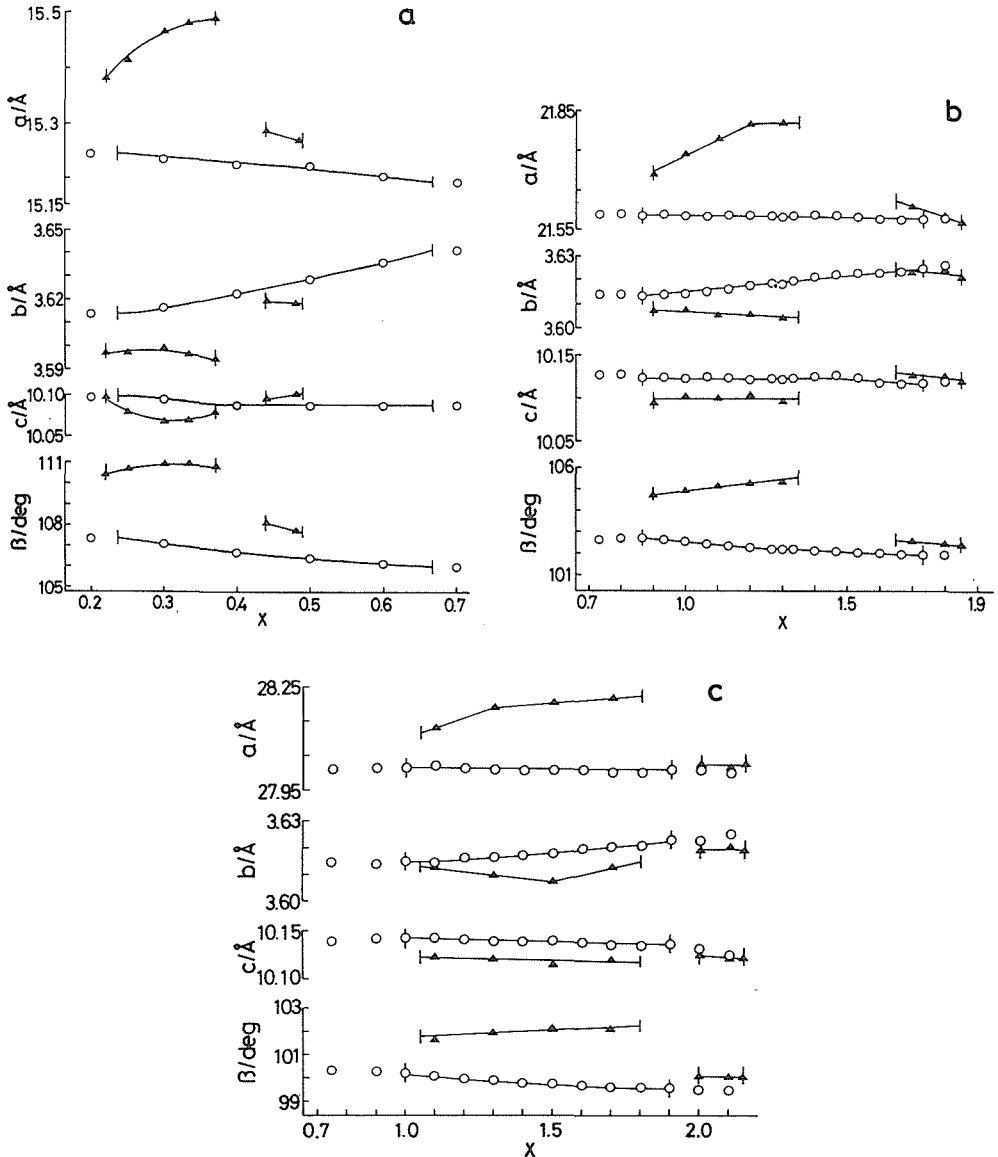 a
15.5
a/Å
15.3
15.15
3.65
b/Å
3.62
3.59
c/Å
10.10
10.05
111
β/deg
108
105
0.2 0.3 0.4 0.5 0.6 0.7
X
b
21.85
a/Å
21.55
3.63
b/Å
3.60
10.15
c/Å
10.05
106
β/deg
101
0.7 1.0 1.5 1.9
X
c
28.25
a/Å
27.95
3.63
b/Å
3.60
10.15
c/Å
10.10
103
β/deg
101
99
0.7 1.0 1.5 2.0
X